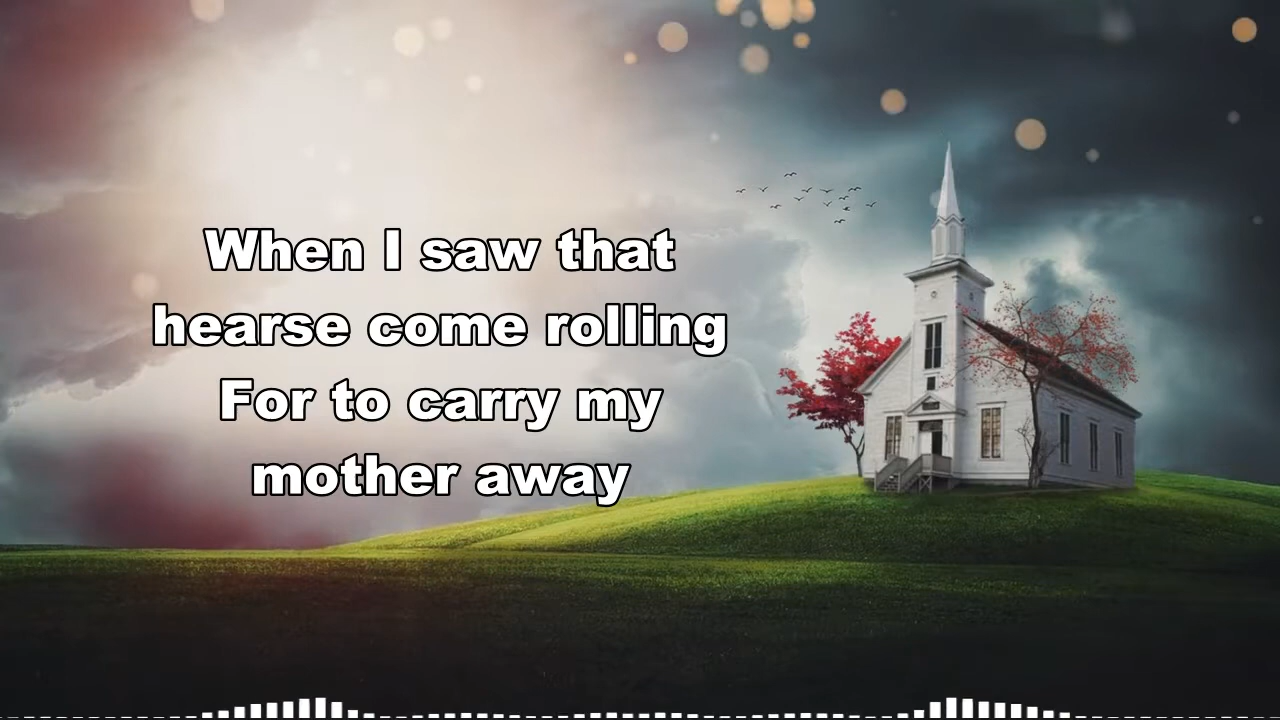 When I saw that
hearse come rolling
For to carry my
mother away